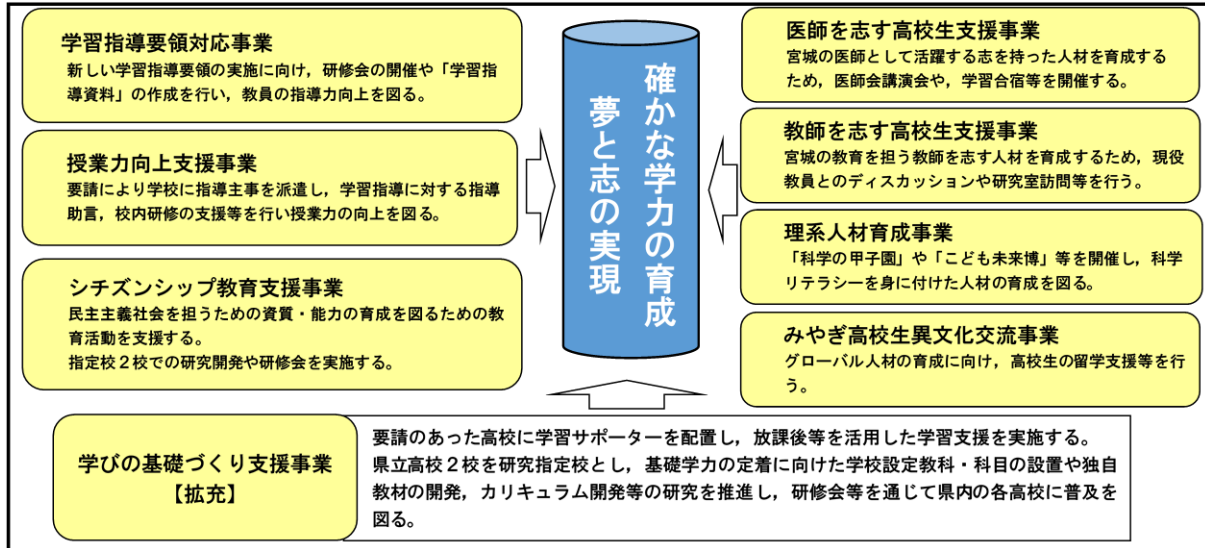 学習指導要領対応事業
新しい学習指導要領の実施に向け，研修会の開催や「学習指
導資料」の作成を行い，教員の指導力向上を図る。
授業力向上支援事業
要請により学校に指導主事を派遣し，学習指導に対する指導
助言，校内研修の支援等を行い授業力の向上を図る。
シチズンシップ教育支援事業
民主主義社会を担うための資質・能力の育成を図るための教
育活動を支援する。
指定校２校での研究開発や研修会を実施する。
確かな学力の育成
夢と志の実現
医師を志す高校生支援事業
宮城の医師として活躍する志を持った人材を育成する
ため，医師会講演会や，学習合宿等を開催する。
教師を志す高校生支援事業
宮城の教育を担う教師を志す人材を育成するため，現役
教員とのディスカッションや研究室訪問等を行う。
理系人材育成事業
「科学の甲子園」や「こども未来博」等を開催し，科学
リテラシーを身に付けた人材の育成を図る。
みやぎ高校生異文化交流事業
グローバル人材の育成に向け，高校生の留学支援等を行
う。
学びの基礎づくり支援事業
【拡充】
要請のあった高校に学習サポーターを配置し，放課後等を活用した学習支援を実施する。
県立高校２校を研究指定校とし，基礎学力の定着に向けた学校設定教科・科目の設置や独自
教材の開発，カリキュラム開発等の研究を推進し，研修会等を通じて県内の各高校に普及を
図る。